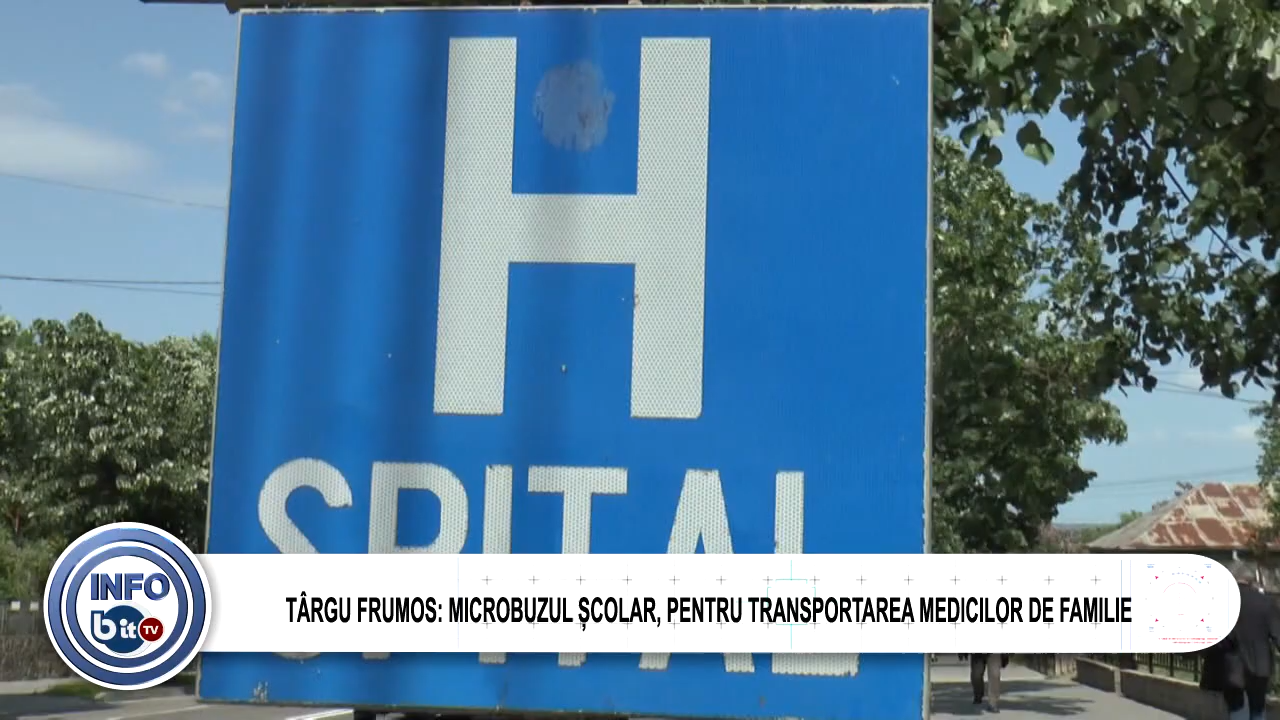 H
SPITAL
INFO
bit TV
TÂRGU FRUMOS: MICROBUZUL ȘCOLAR, PENTRU TRANSPORTAREA MEDICILOR DE FAMILIE